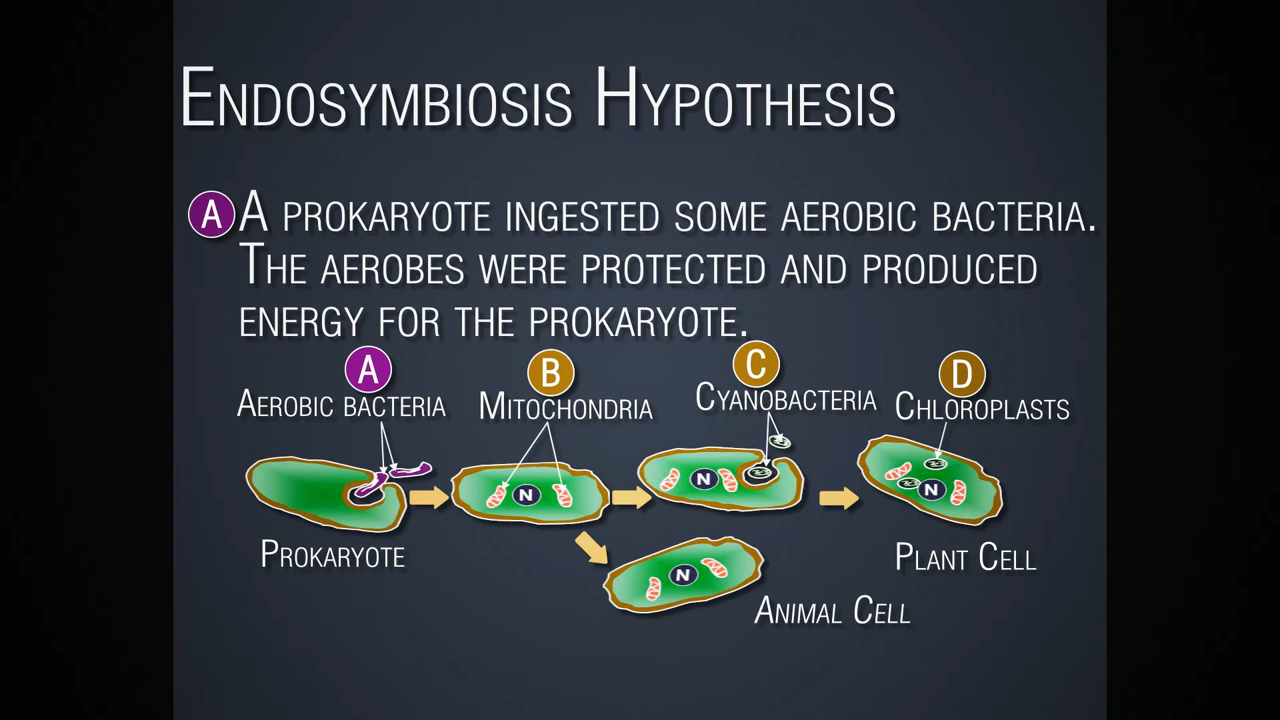 Endosymbiosis Hypothesis
A A prokaryote ingested some aerobic bacteria.
The aerobes were protected and produced
energy for the prokaryote.
A B C D
Aerobic bacteria Mitochondria Cyanobacteria Chloroplasts
N N N
Prokaryote Plant Cell
N
Animal Cell